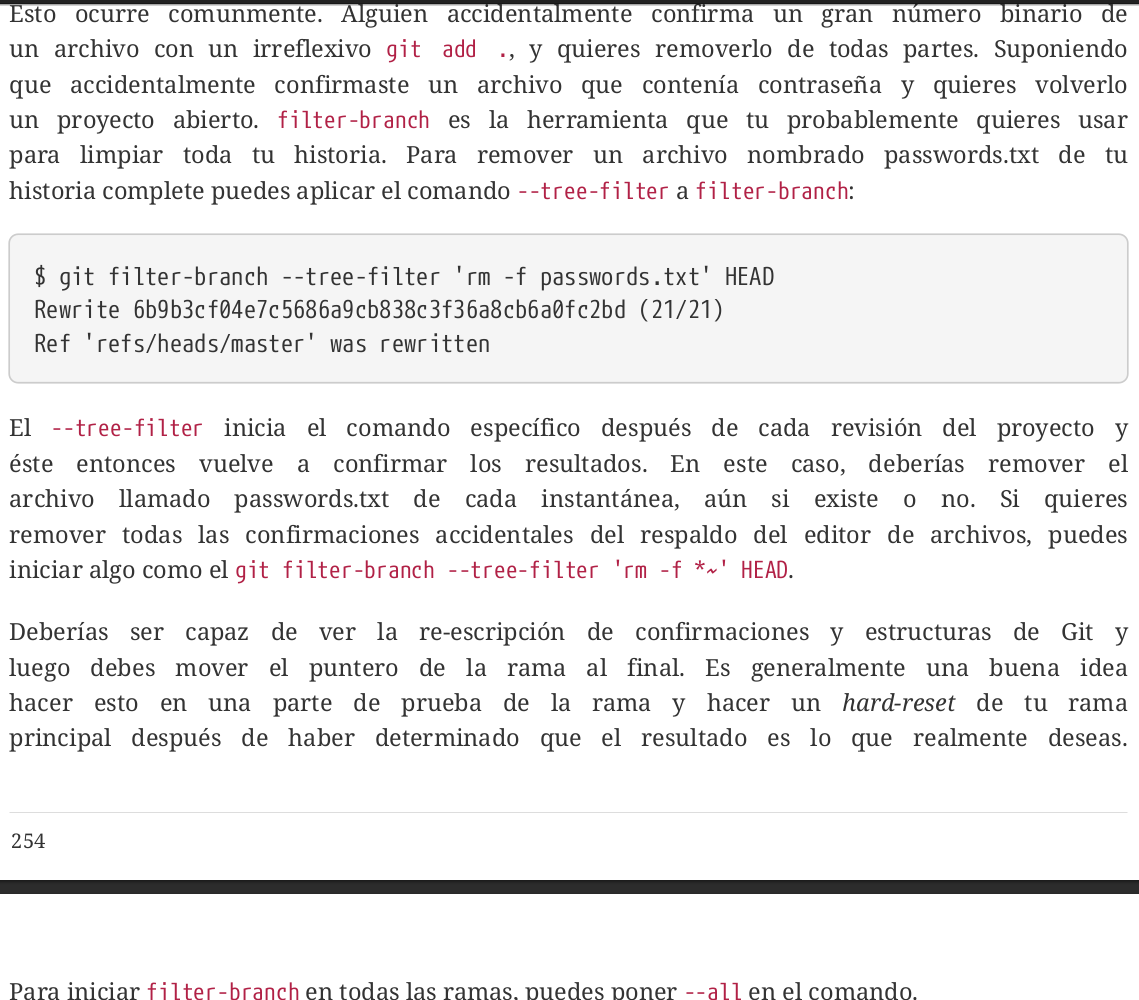 Esto ocurre comunmente. Alguien accidentalmente confirma un gran número binario de
un archivo con un irreflexivo git add ., y quieres removerlo de todas partes. Suponiendo
que accidentalmente confirmaste un archivo que contenía contraseña y quieres volverlo
un proyecto abierto. filter-branch es la herramienta que tu probablemente quieres usar
para limpiar toda tu historia. Para remover un archivo nombrado passwords.txt de tu
historia complete puedes aplicar el comando --tree-filter a filter-branch:
$ git filter-branch --tree-filter 'rm -f passwords.txt' HEAD
Rewrite 6b9b3cf04e7c5686a9cb838c3f36a8cb6a0fc2bd (21/21)
Ref 'refs/heads/master' was rewritten
El --tree-filter inicia el comando específico después de cada revisión del proyecto y
éste entonces vuelve a confirmar los resultados. En este caso, deberías remover el
archivo llamado passwords.txt de cada instantánea, aún si existe o no. Si quieres
remover todas las confirmaciones accidentales del respaldo del editor de archivos, puedes
iniciar algo como el git filter-branch --tree-filter 'rm -f *~' HEAD.
Deberías ser capaz de ver la re-escripción de confirmaciones y estructuras de Git y
luego debes mover el puntero de la rama al final. Es generalmente una buena idea
hacer esto en una parte de prueba de la rama y hacer un hard-reset de tu rama
principal después de haber determinado que el resultado es lo que realmente deseas.
254
Para iniciar filter-branch en todas las ramas, puedes poner --all en el comando.